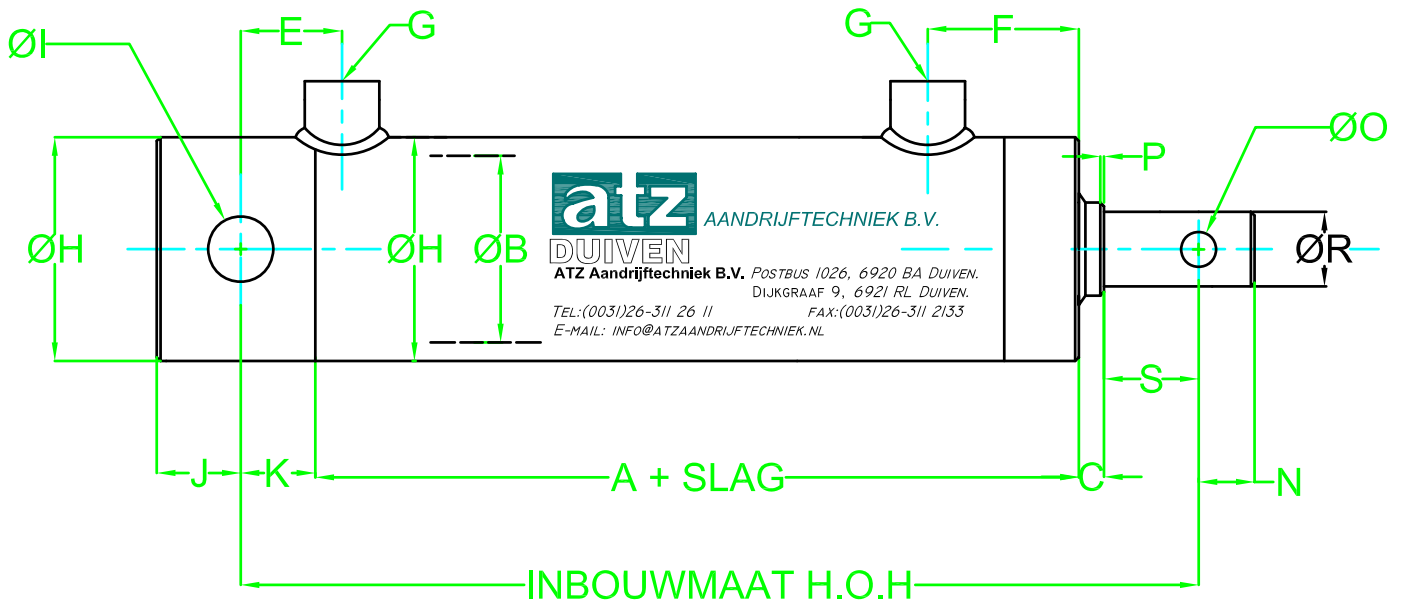 E
G
G
F
ØI
ØO
P
ØH
ØH
ØB
atz
AANDRIJFTECHNIEK B.V.
DUIVEN
ATZ Aandrijftechniek B.V. Postbus 1026, 6920 BA Duiven.
Dijkgraaf 9, 6921 RL Duiven.
Tel:(0031)26-311 26 11 Fax:(0031)26-311 2133
E-mail: info@atzaandrijftechniek.nl
ØR
S
J
K
A + SLAG
C
N
INBOUWMAAT H.O.H